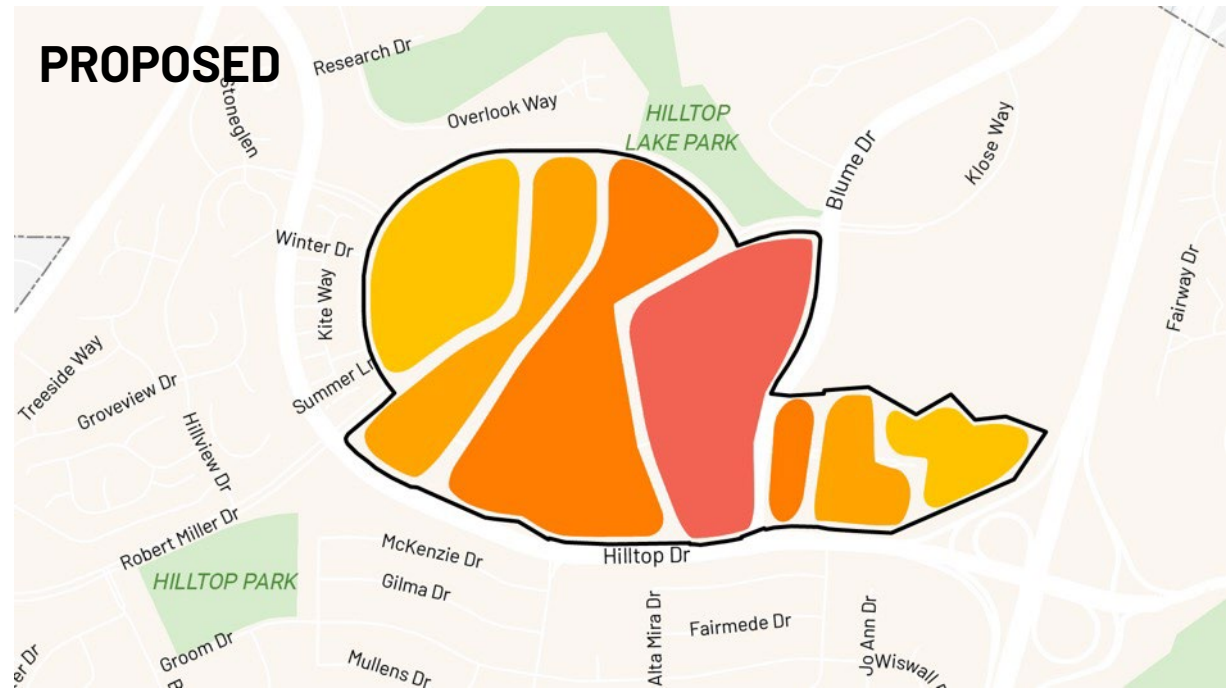 PROPOSED
Research Dr
Stoneglen
Overlook Way
HILLTOP
LAKE PARK
Blume Dr
Klose Way
Winter Dr
Kite Way
Fairway Dr
Treeside Way
Groveview Dr
Summer Ln
Hillview Dr
Robert Miller Dr
HILLTOP PARK
McKenzie Dr
Hilltop Dr
Gilma Dr
Alta Mira Dr
Fairmede Dr
Jo Ann Dr
Groom Dr
Mullens Dr
Wiswall